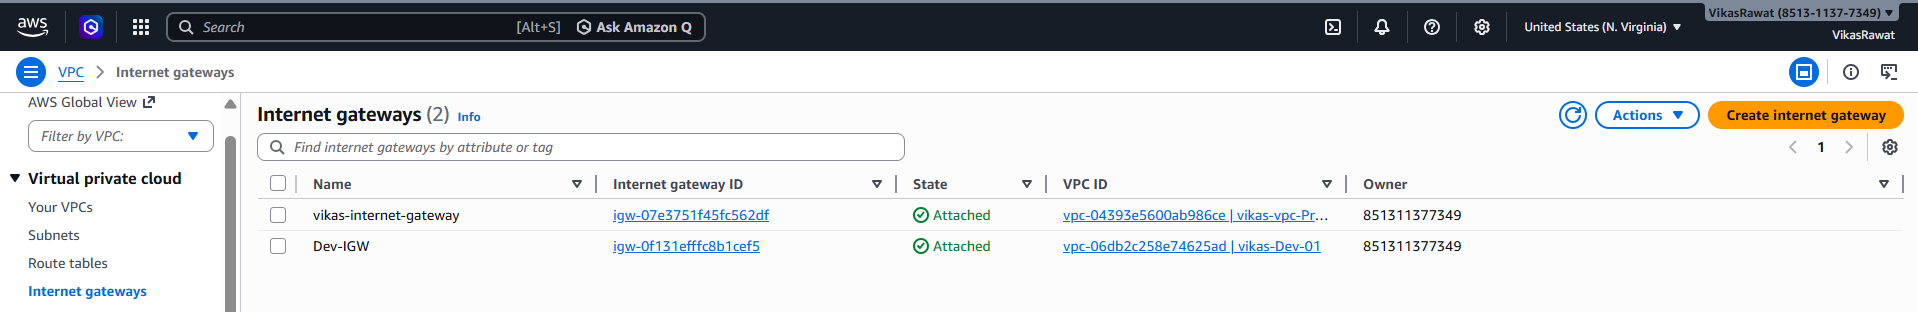 aws
Search [Alt+S] Ask Amazon Q United States (N. Virginia) VikasRawat (8513-1137-7349)
VikasRawat
VPC Internet gateways
AWS Global View
Filter by VPC:
Virtual private cloud
Your VPCs
Subnets
Route tables
Internet gateways
Internet gateways (2) Info Actions Create internet gateway
Find internet gateways by attribute or tag 1
Name Internet gateway ID State VPC ID Owner
vikas-internet-gateway igw-07e3751f45fc562df Attached vpc-04393e5600ab986ce | vikas-vpc-Pr... 851311377349
Dev-IGW igw-0f131efffc8b1cef5 Attached vpc-06db2c258e74625ad | vikas-Dev-01 851311377349